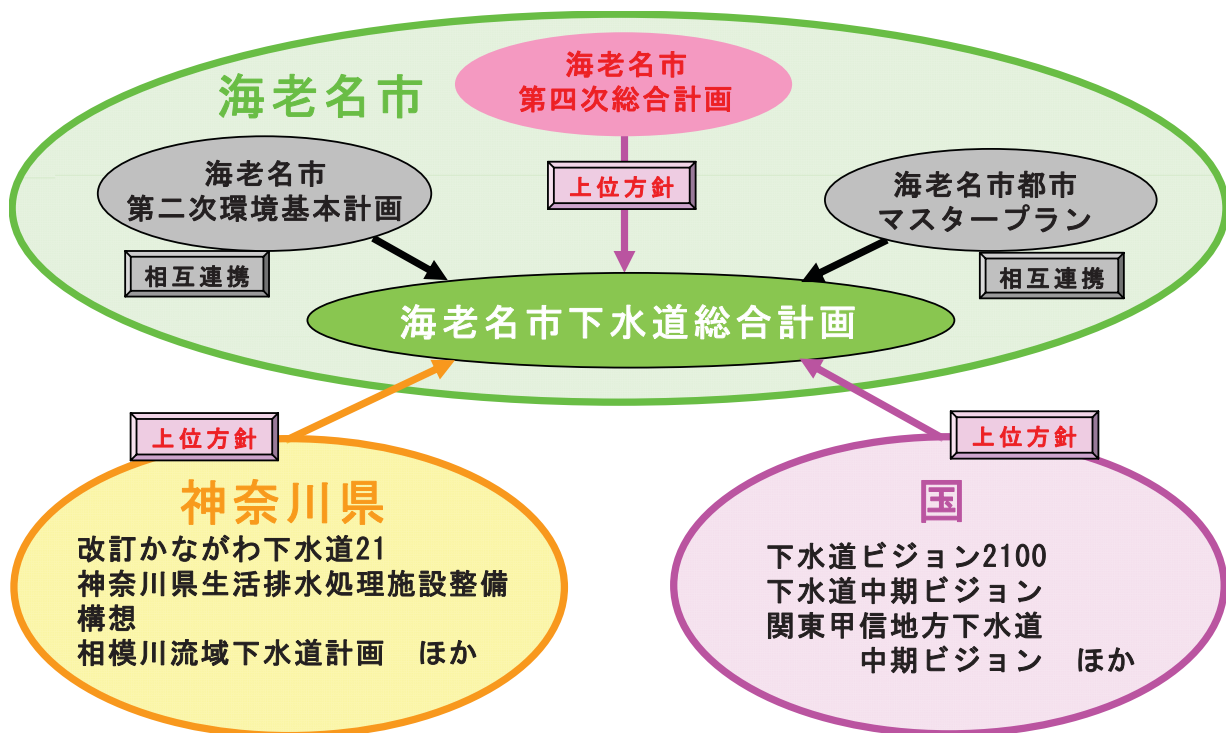 海老名市
海老名市
第四次総合計画
海老名市
第二次環境基本計画
上位方針
海老名市都市
マスタープラン
相互連携
相互連携
海老名市下水道総合計画
上位方針
上位方針
神奈川県
改訂かながわ下水道21
神奈川県生活排水処理施設整備
構想
相模川流域下水道計画　ほか
国
下水道ビジョン2100
下水道中期ビジョン
関東甲信地方下水道
中期ビジョン　ほか